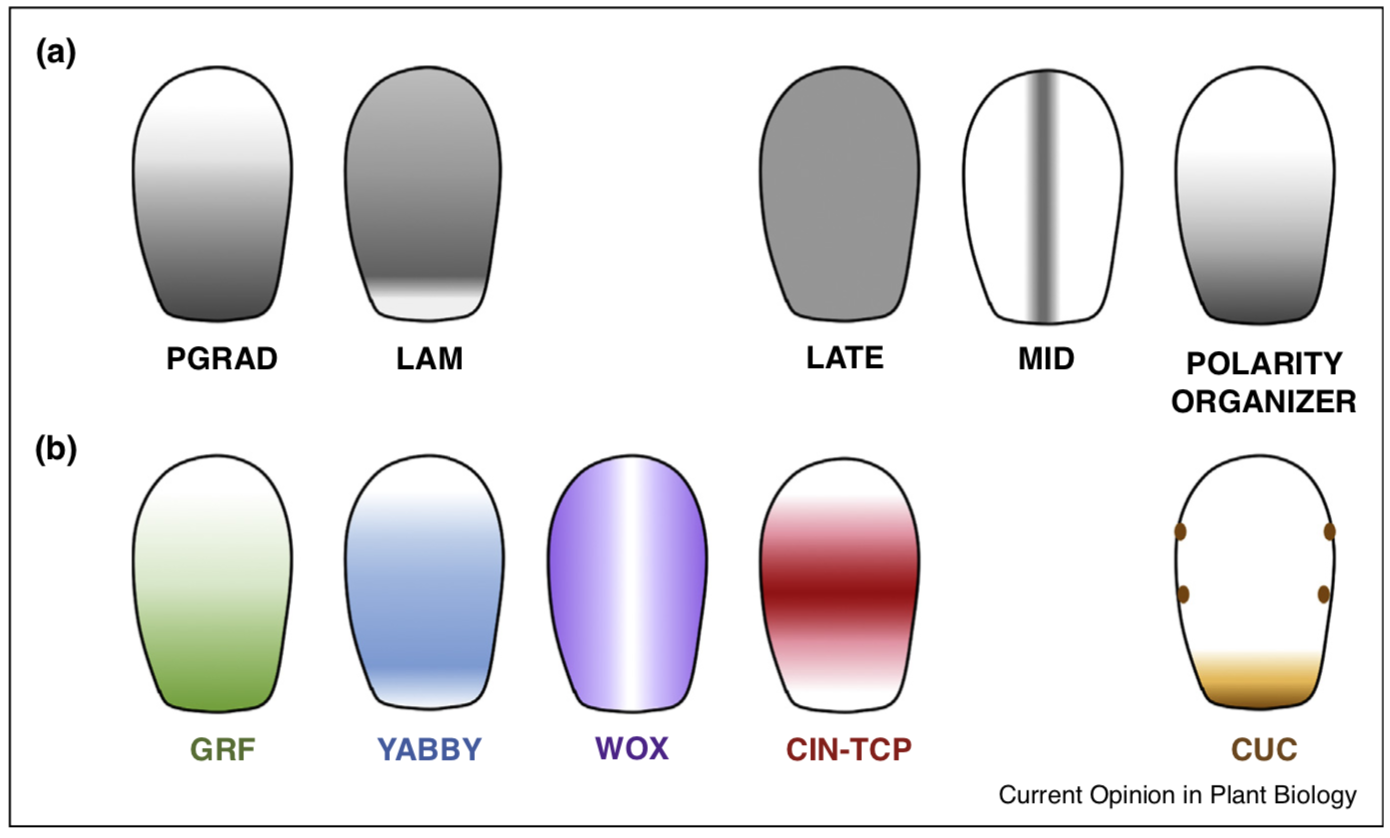 (a)
PGRAD
LAM
LATE
MID
POLARITY
ORGANIZER
(b)
GRF
YABBY
WOX
CIN-TCP
CUC
Current Opinion in Plant Biology